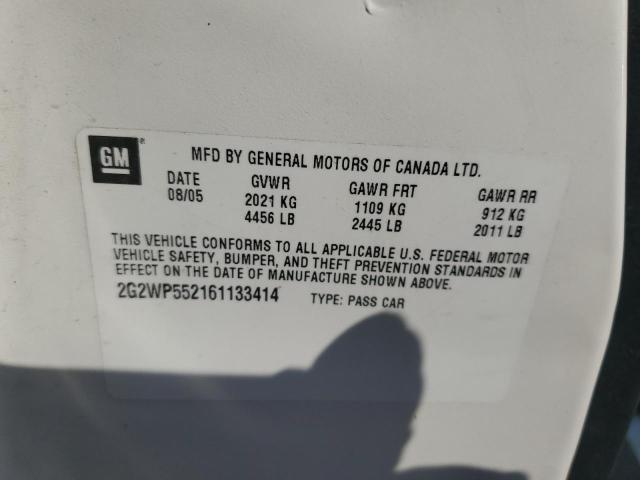 GM®
MFD BY GENERAL MOTORS OF CANADA LTD.
DATE GVWR GAWR FRT GAWR RR
08/05 2021 KG 1109 KG 912 KG
4456 LB 2445 LB 2011 LB
THIS VEHICLE CONFORMS TO ALL APPLICABLE U.S. FEDERAL MOTOR
VEHICLE SAFETY, BUMPER, AND THEFT PREVENTION STANDARDS IN
EFFECT ON THE DATE OF MANUFACTURE SHOWN ABOVE.
2G2WP552161133414 TYPE: PASS CAR